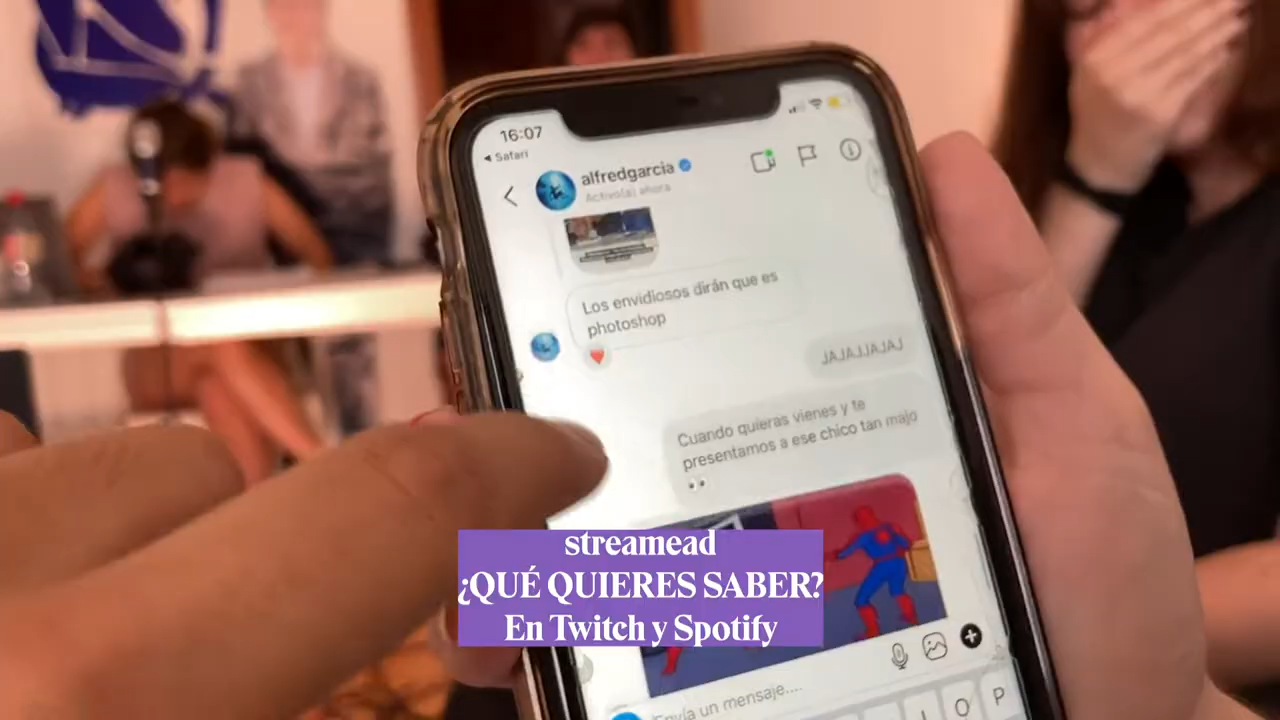 16:07
Safari
alfredgarcia
Activo(a) ahora
Los envidiosos dirán que es
photoshop
JAJAJJAJAJ
Cuando quieras vienes y te
presentamos a ese chico tan majo
streamead
¿QUÉ QUIERES SABER?
En Twitch y Spotify
Envía un mensaje....
I O P